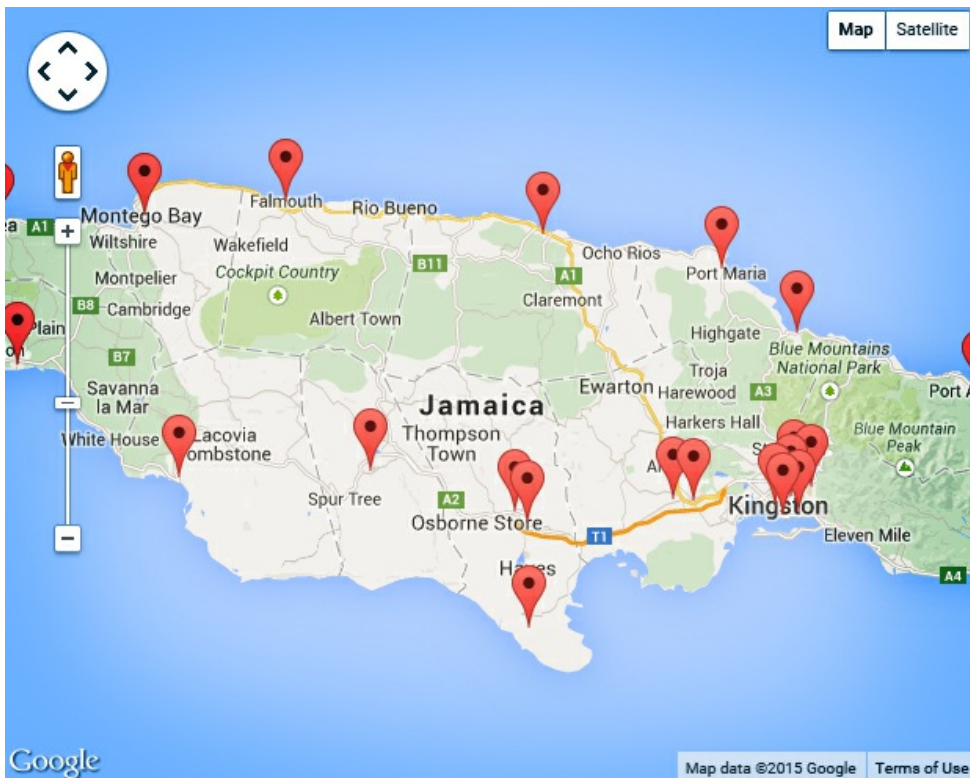 Map Satellite
Falmouth
Rio Bueno
A1
Montego Bay
Wiltshire
Wakefield
Ocho Rios
B11
Port Maria
Cockpit Country
A1
Montpelier
Claremont
B8
Cambridge
Albert Town
Plain
Highgate
Blue Mountains
National Park
B7
Troja
Savanna
la Mar
Ewarton
Harewood
A3
Port A
Jamaica
Harkers Hall
White House
Lacovia
Tombstone
Thompson
Town
Blue Mountain
Peak
Spur Tree
A2
Osborne Store
Kingston
T1
Eleven Mile
Hayes
A4
Google
Map data ©2015 Google Terms of Use